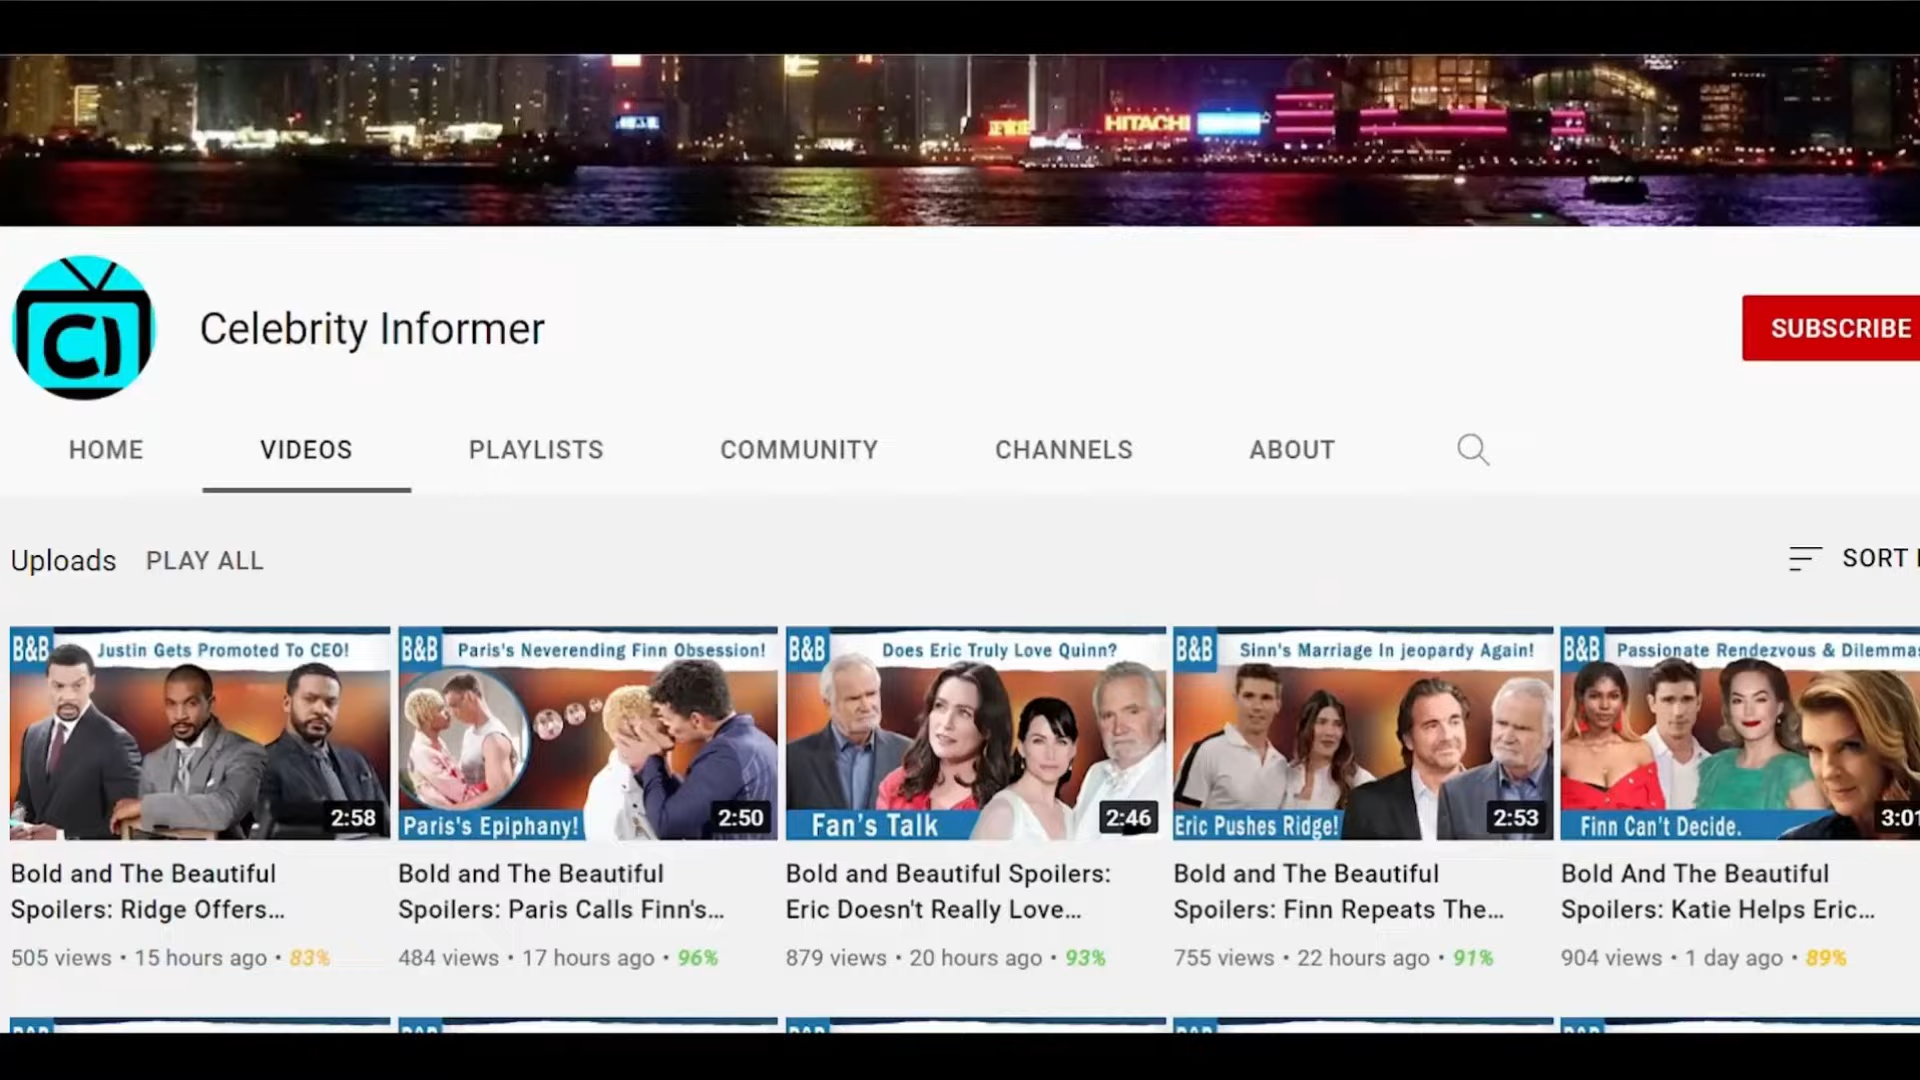 HITACHI
CI
Celebrity Informer
SUBSCRIBE
HOME
VIDEOS
PLAYLISTS
COMMUNITY
CHANNELS
ABOUT
Uploads
PLAY ALL
SORT
B&B
Justin Gets Promoted To CEO!
2:58
B&B
Paris's Neverending Finn Obsession!
Paris's Epiphany!
2:50
B&B
Does Eric Truly Love Quinn?
Fan's Talk
2:46
B&B
Sinn's Marriage In jeopardy Again!
Eric Pushes Ridge!
2:53
B&B
Passionate Rendezvous & Dilemmas
Finn Can't Decide.
3:01
Bold and The Beautiful
Spoilers: Ridge Offers...
505 views • 15 hours ago • 83%
Bold and The Beautiful
Spoilers: Paris Calls Finn's...
484 views • 17 hours ago • 96%
Bold and Beautiful Spoilers:
Eric Doesn't Really Love...
879 views • 20 hours ago • 93%
Bold and The Beautiful
Spoilers: Finn Repeats The...
755 views • 22 hours ago • 91%
Bold And The Beautiful
Spoilers: Katie Helps Eric...
904 views • 1 day ago • 89%
B&B
B&B
B&B
B&B
B&B